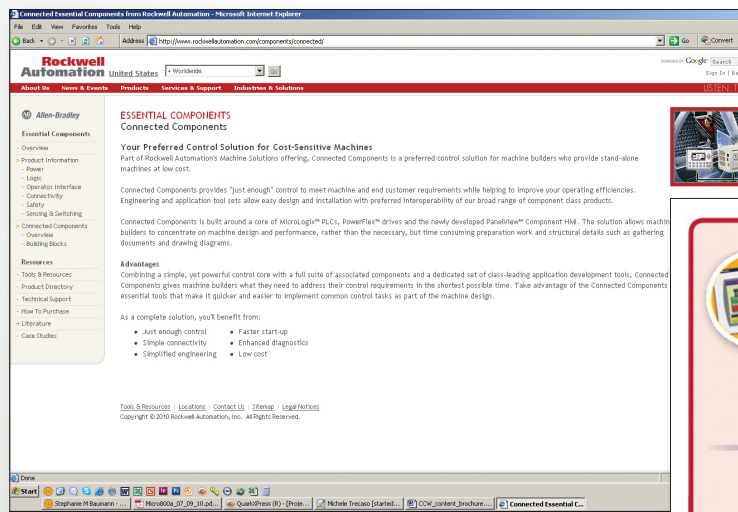 Connected Essential Components from Rockwell Automation - Microsoft Internet Explorer
File Edit View Favorites Tools Help
Back Address http://www.rockwellautomation.com/components/connected/ Go Convert
Rockwell
Automation United States • Worldwide Go
POWERED BY Google Search
Sign In | Be
About Us News & Events Products Services & Support Industries & Solutions LISTEN. T
AB Allen-Bradley
Essential Components
- Overview
> Product Information
- Power
- Logic
- Operator Interface
- Connectivity
- Safety
- Sensing & Switching
> Connected Components
- Overview
- Building Blocks
Resources
- Tools & Resources
- Product Directory
- Technical Support
- How To Purchase
+ Literature
- Case Studies
ESSENTIAL COMPONENTS
Connected Components
Your Preferred Control Solution for Cost-Sensitive Machines
Part of Rockwell Automation's Machine Solutions offering, Connected Components is a preferred control solution for machine builders who provide stand-alone
machines at low cost.
Connected Components provides "just enough" control to meet machine and end customer requirements while helping to improve your operating efficiencies.
Engineering and application tool sets allow easy design and installation with preferred interoperability of our broad range of component class products.
Connected Components is built around a core of MicroLogix™ PLCs, PowerFlex™ drives and the newly developed PanelView™ Component HMI. The solution allows machin
builders to concentrate on machine design and performance, rather than the necessary, but time consuming preparation work and structural details such as gathering
documents and drawing diagrams.
Advantages
Combining a simple, yet powerful control core with a full suite of associated components and a dedicated set of class-leading application development tools, Connected
Components gives machine builders what they need to address their control requirements in the shortest possible time. Take advantage of the Connected Components
essential tools that make it quicker and easier to implement common control tasks as part of the machine design.
As a complete solution, you'll benefit from:
• Just enough control • Faster start-up
• Simple connectivity • Enhanced diagnostics
• Simplified engineering • Low cost
Tools & Resources | Locations | Contact Us | Sitemap | Legal Notices
Copyright © 2010 Rockwell Automation, Inc. All Rights Reserved.
Done
Start
Stephanie M Baumann - ... Micro800a_07_09_10.pd... QuarkXPress (R) - [Proje... Michele Trecaso [started... CCW_content_brochure.... Connected Essential C...